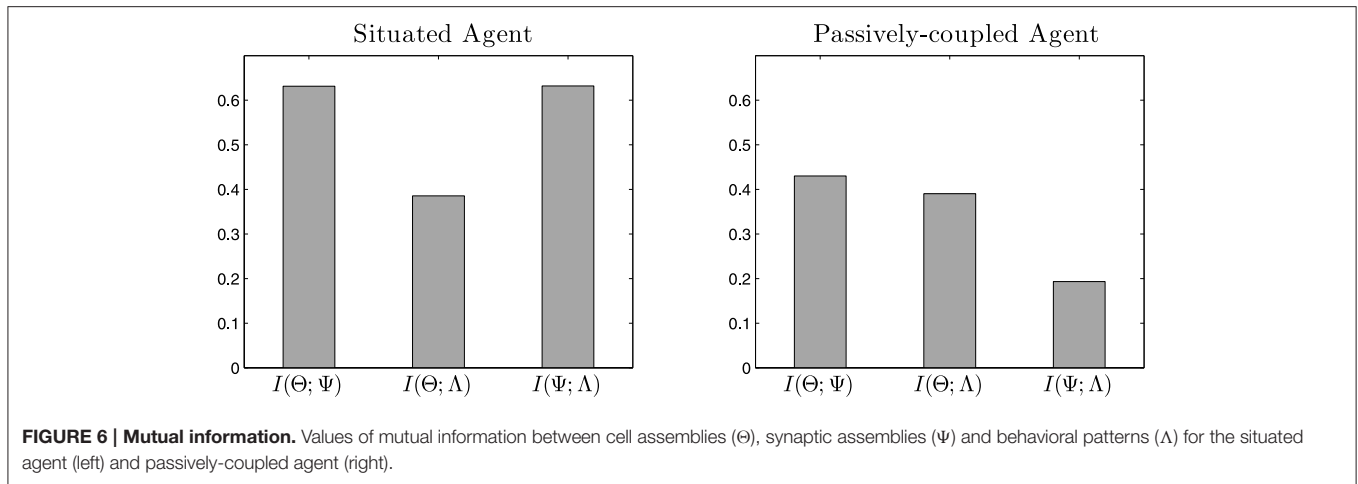 Situated Agent
0.6
0.5
0.4
0.3
0.2
0.1
0
I(Θ; Ψ) I(Θ; Λ) I(Ψ; Λ)
Passively-coupled Agent
0.6
0.5
0.4
0.3
0.2
0.1
0
I(Θ; Ψ) I(Θ; Λ) I(Ψ; Λ)
FIGURE 6 | Mutual information. Values of mutual information between cell assemblies (Θ), synaptic assemblies (Ψ) and behavioral patterns (Λ) for the situated
agent (left) and passively-coupled agent (right).